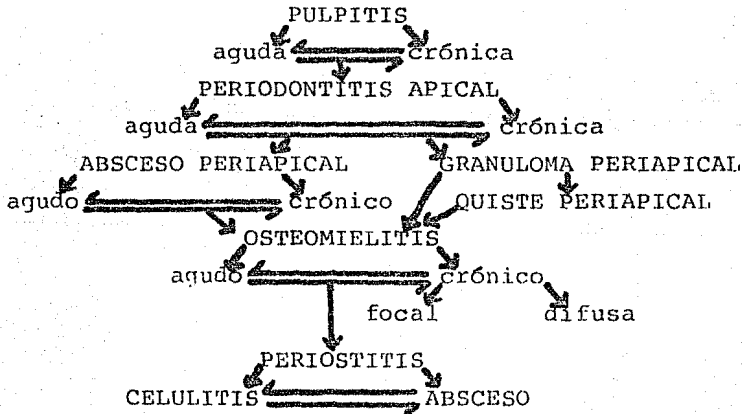 PULPITIS
aguda crónica
PERIODONTITIS APICAL
aguda crónica
ABSCESO PERIAPICAL GRANULOMA PERIAPICAL
agudo crónico QUISTE PERIAPICAL
OSTEOMIELITIS
agudo crónico
focal difusa
PERIOSTITIS
CELULITIS ABSCESO